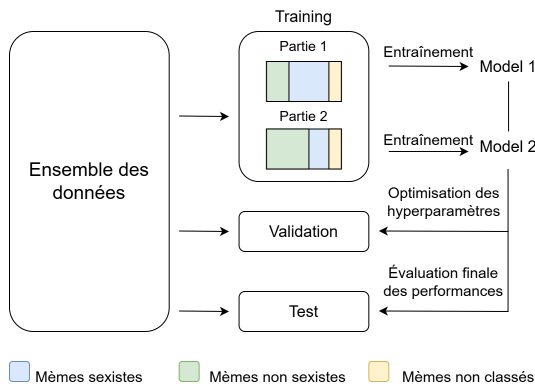 Training
Partie 1
Entraînement
Model 1
Partie 2
Entraînement
Model 2
Ensemble des
données
Optimisation des
hyperparamètres
Validation
Évaluation finale
des performances
Test
Mèmes sexistes
Mèmes non sexistes
Mèmes non classés